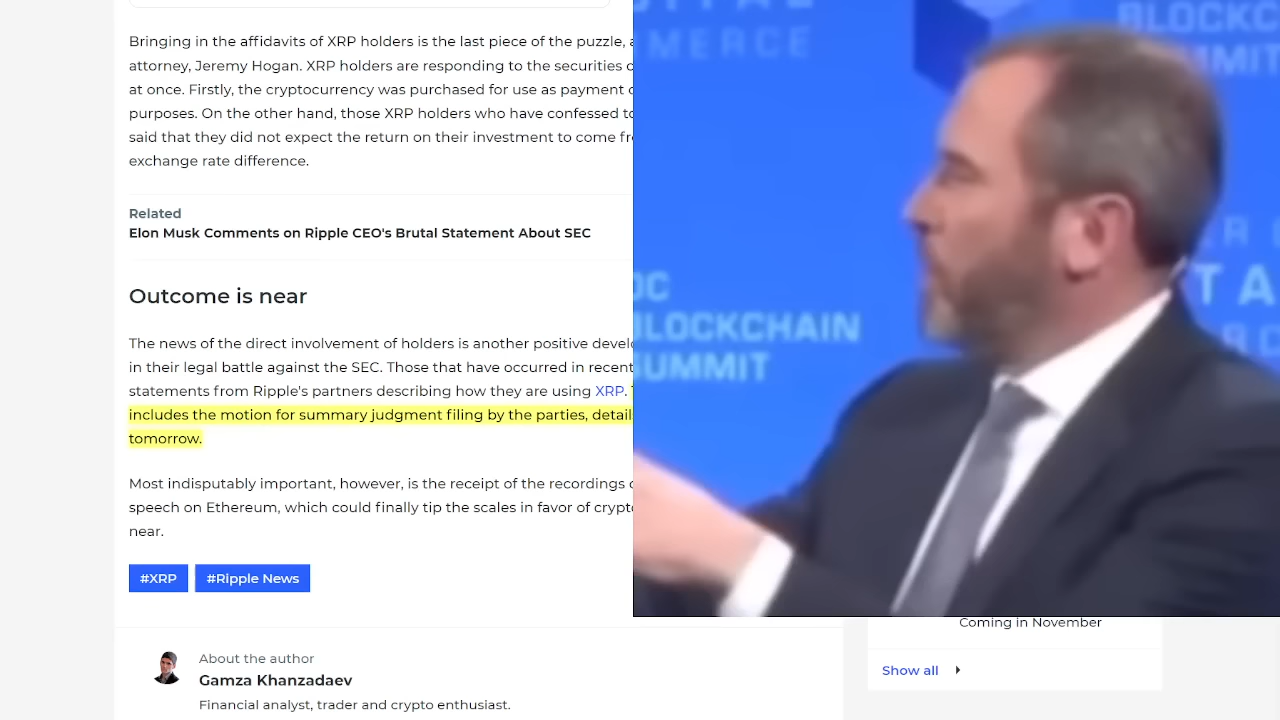 Bringing in the affidavits of XRP holders is the last piece of the puzzle,
attorney, Jeremy Hogan. XRP holders are responding to the securities
at once. Firstly, the cryptocurrency was purchased for use as payment
purposes. On the other hand, those XRP holders who have confessed
said that they did not expect the return on their investment to come
exchange rate difference.
Related
Elon Musk Comments on Ripple CEO's Brutal Statement About SEC
Outcome is near
The news of the direct involvement of holders is another positive
in their legal battle against the SEC. Those that have occurred in recent
statements from Ripple's partners describing how they are using XRP.
includes the motion for summary judgment filing by the parties,
tomorrow.
Most indisputably important, however, is the receipt of the recordings
speech on Ethereum, which could finally tip the scales in favor of
near.
#XRP #Ripple News
About the author
Gamza Khanzadaev
Financial analyst, trader and crypto enthusiast.
BLOCKCHAIN
SUMMIT
Coming in November
Show all